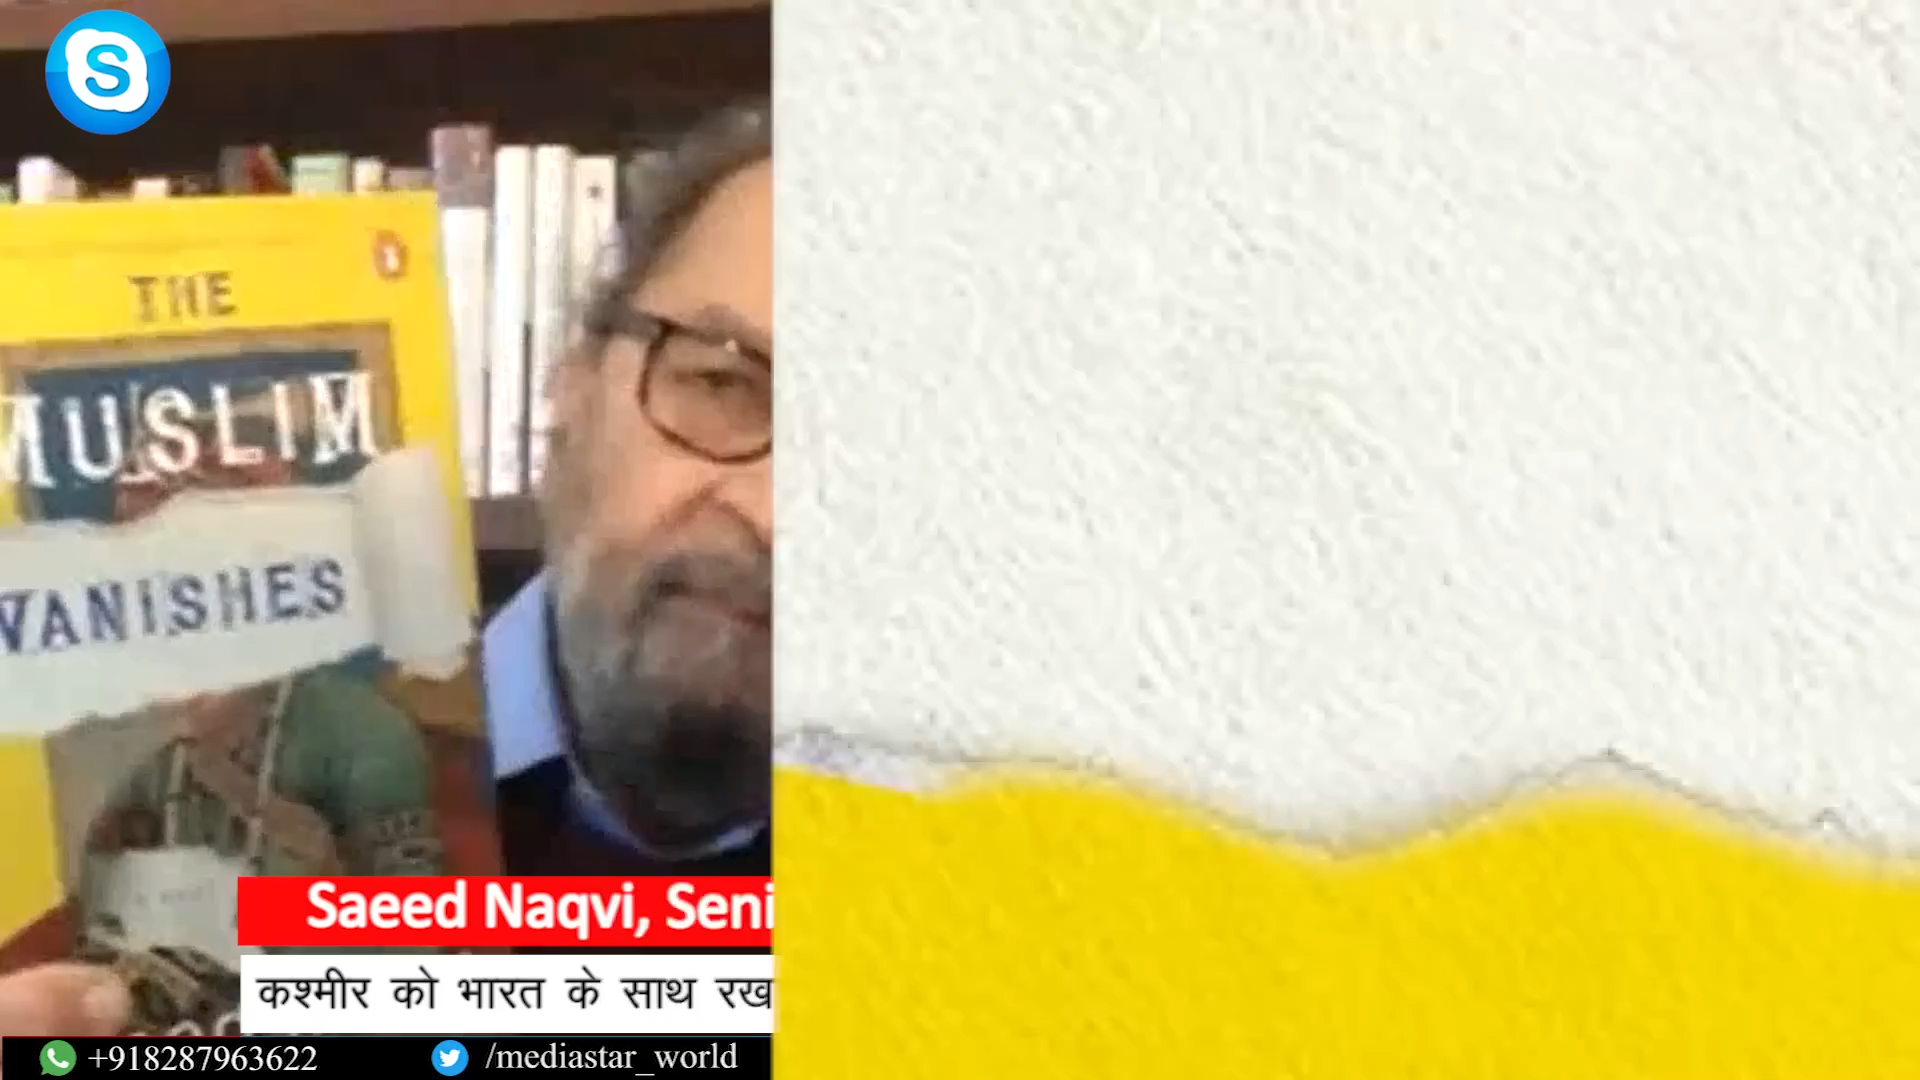 S
THE
MUSLIM
VANISHES
Saeed Naqvi, Seni
कश्मीर को भारत के साथ रख
+918287963622
/mediastar_world